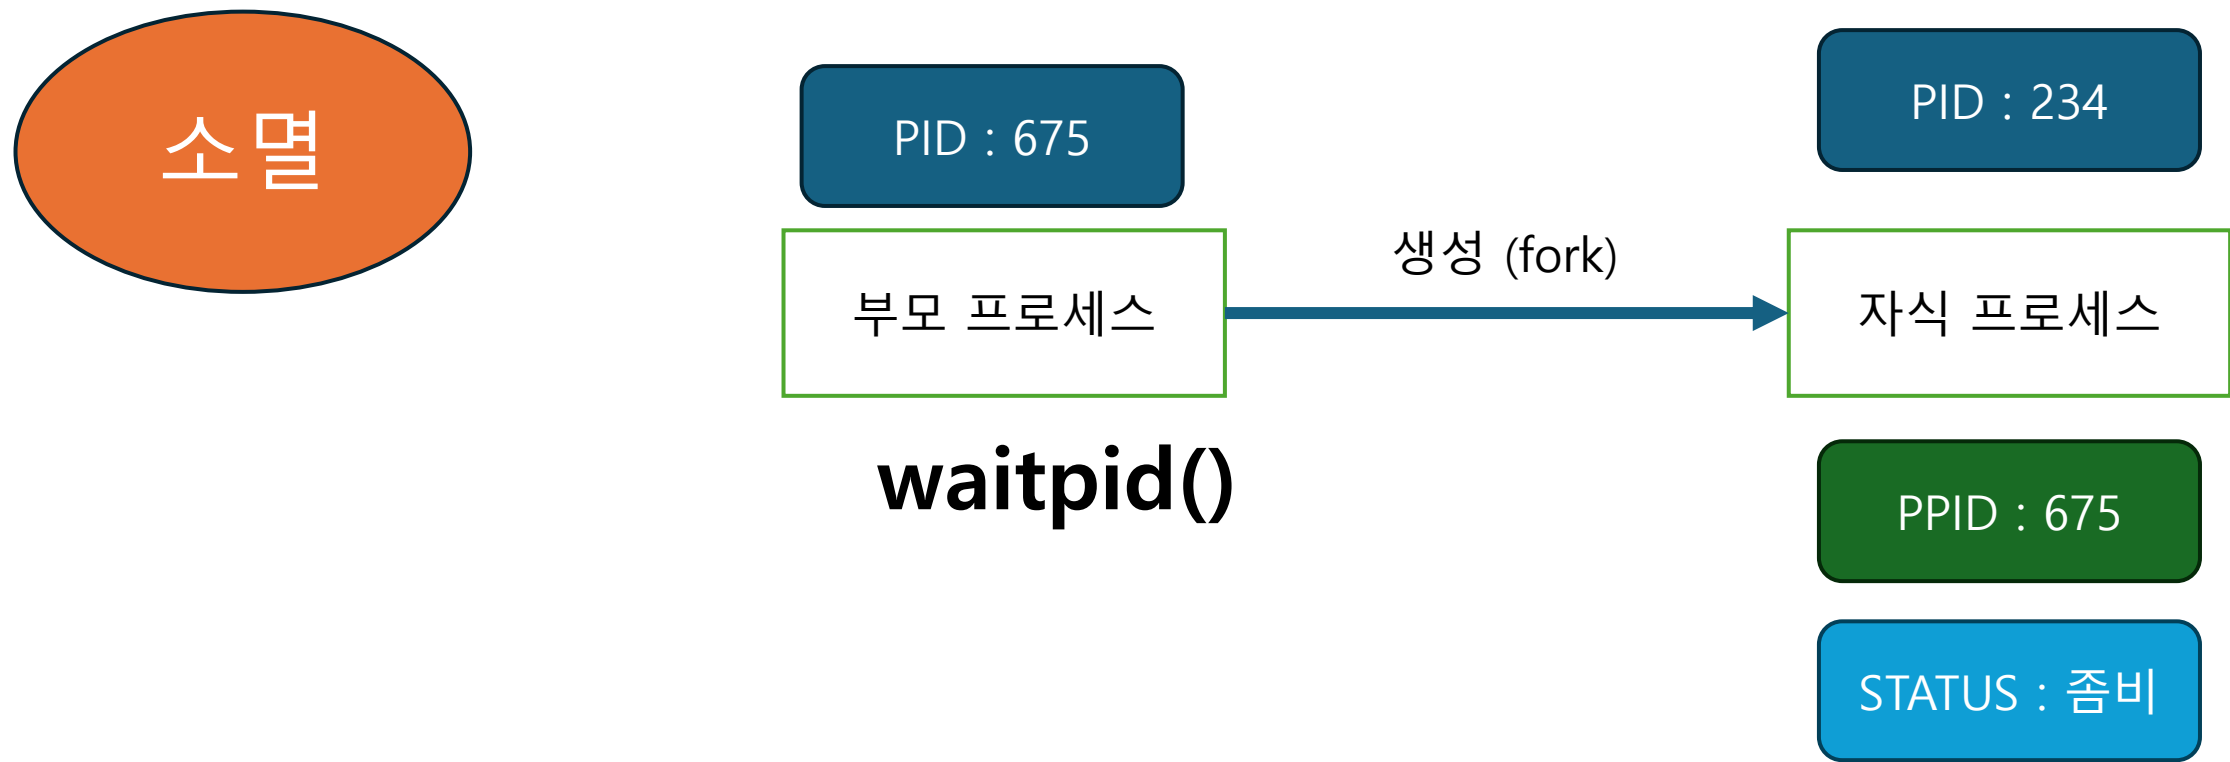 소멸
PID : 675
PID : 234
생성 (fork)
부모 프로세스
자식 프로세스
waitpid()
PPID : 675
STATUS : 좀비